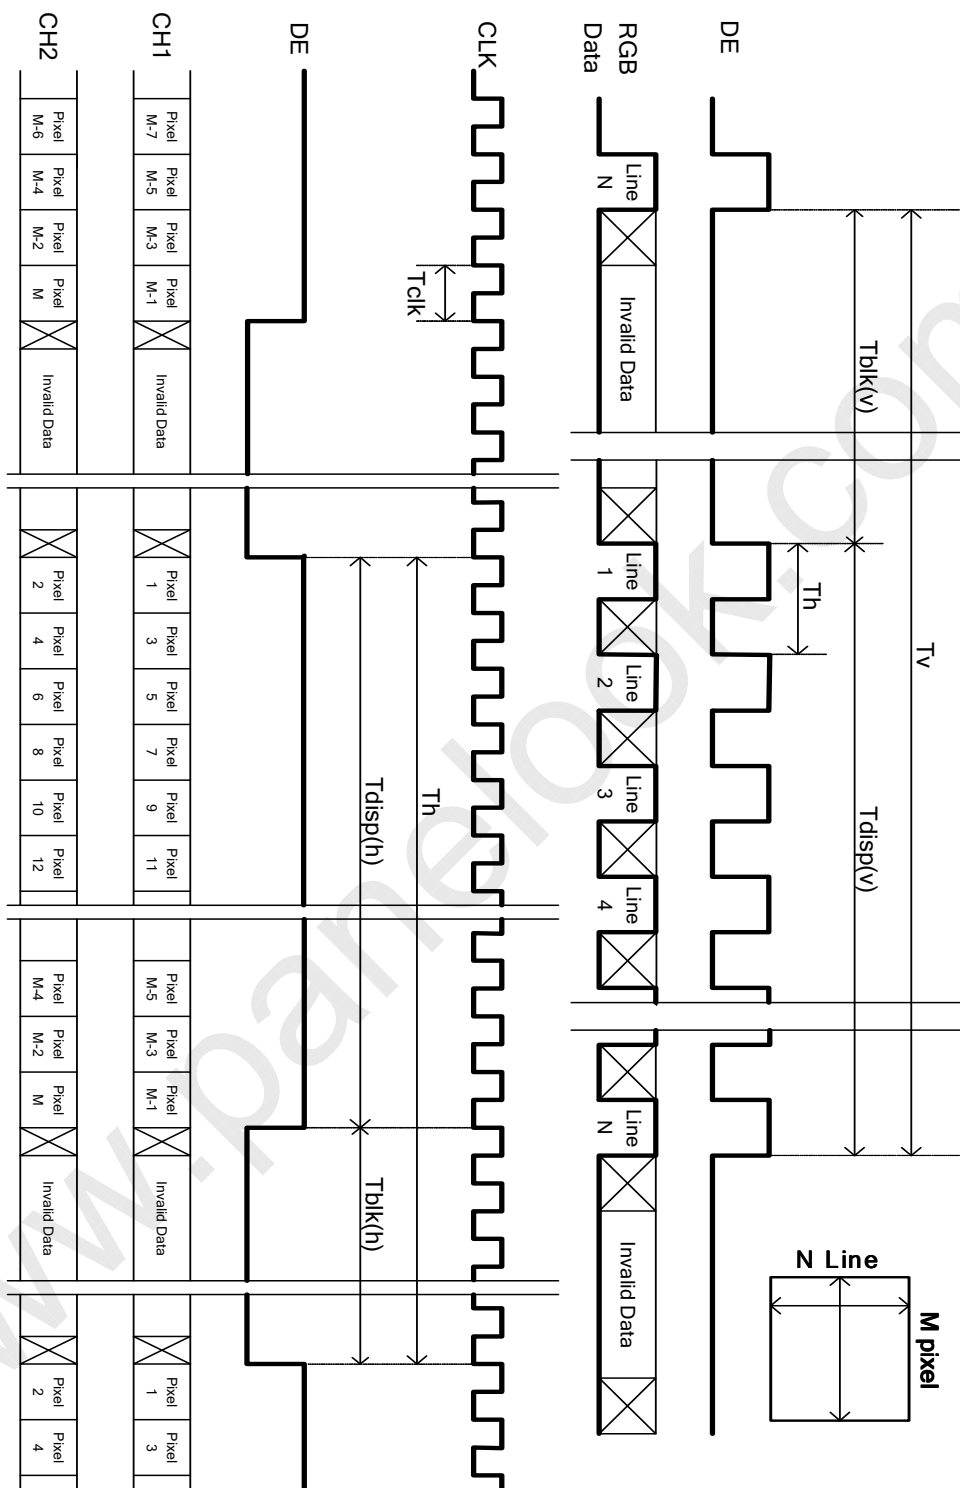 Tv
Tblk(v)
Tdisp(v)
Th
DE
RGB
Data
Line
N
Invalid Data
Line
1
Line
2
Line
3
Line
4
Line
N
Invalid Data
M pixel
N Line
Tclk
CLK
Th
Tdisp(h)
Tblk(h)
DE
CH1
Pixel
M-7
Pixel
M-5
Pixel
M-3
Pixel
M-1
Invalid Data
Pixel
1
Pixel
3
Pixel
5
Pixel
7
Pixel
9
Pixel
11
Pixel
M-5
Pixel
M-3
Pixel
M-1
Invalid Data
Pixel
1
Pixel
3
CH2
Pixel
M-6
Pixel
M-4
Pixel
M-2
Pixel
M
Invalid Data
Pixel
2
Pixel
4
Pixel
6
Pixel
8
Pixel
10
Pixel
12
Pixel
M-4
Pixel
M-2
Pixel
M
Invalid Data
Pixel
2
Pixel
4
www.panelook.com